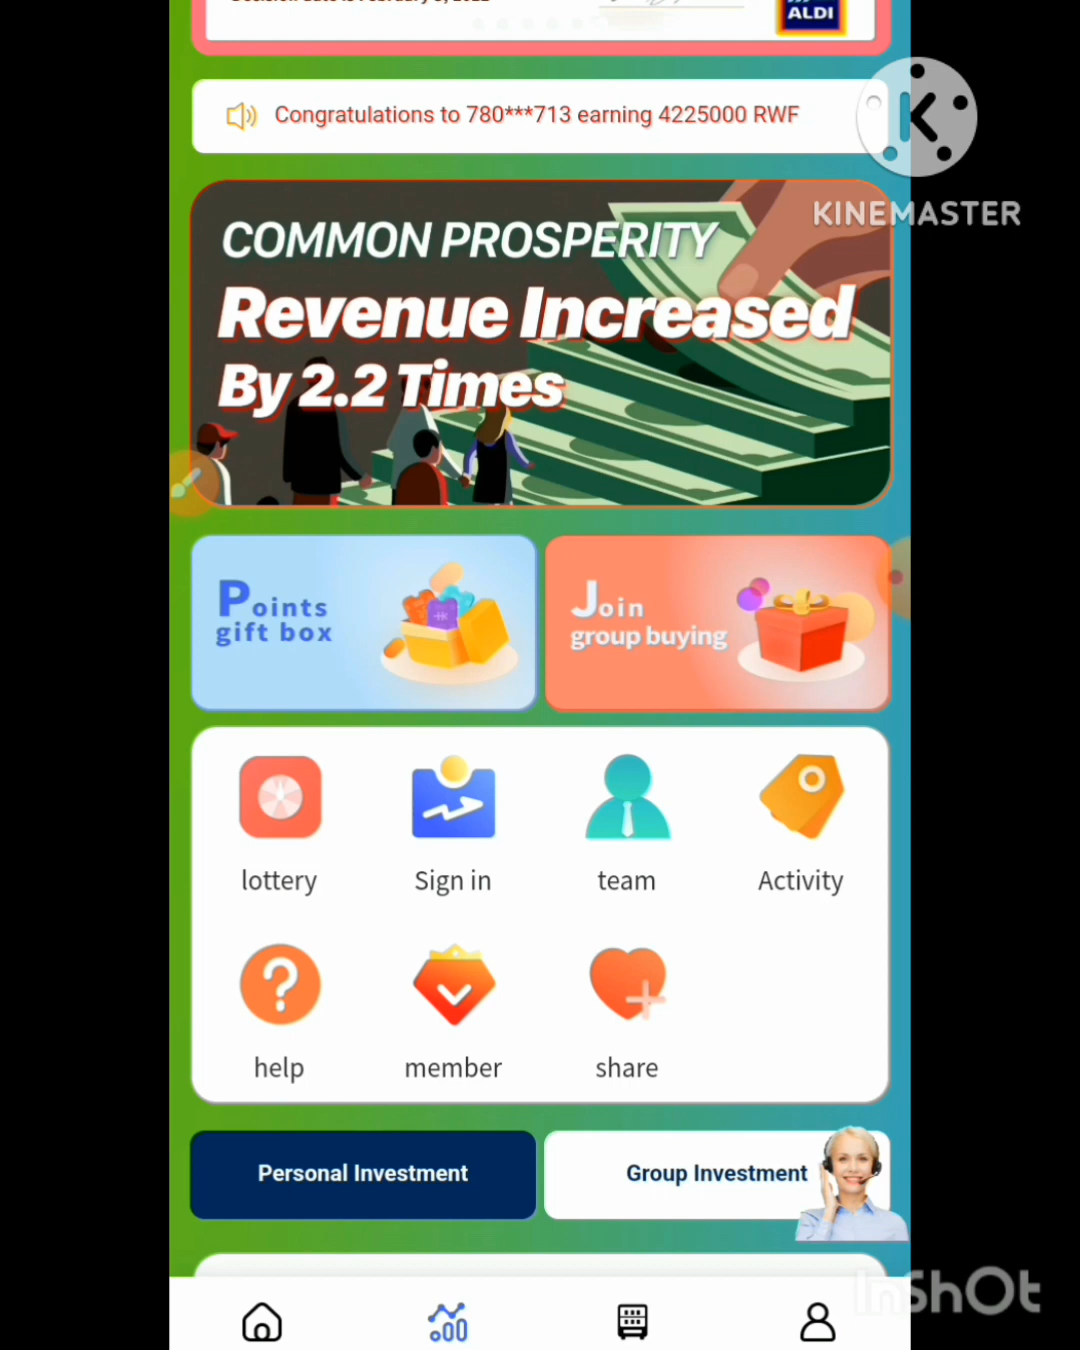 ALDI
Congratulations to 780***713 earning 4225000 RWF
KINEMASTER
COMMON PROSPERITY
Revenue Increased
By 2.2 Times
Points
gift box
Join
group buying
lottery
Sign in
team
Activity
help
member
share
Personal Investment
Group Investment
InShOt